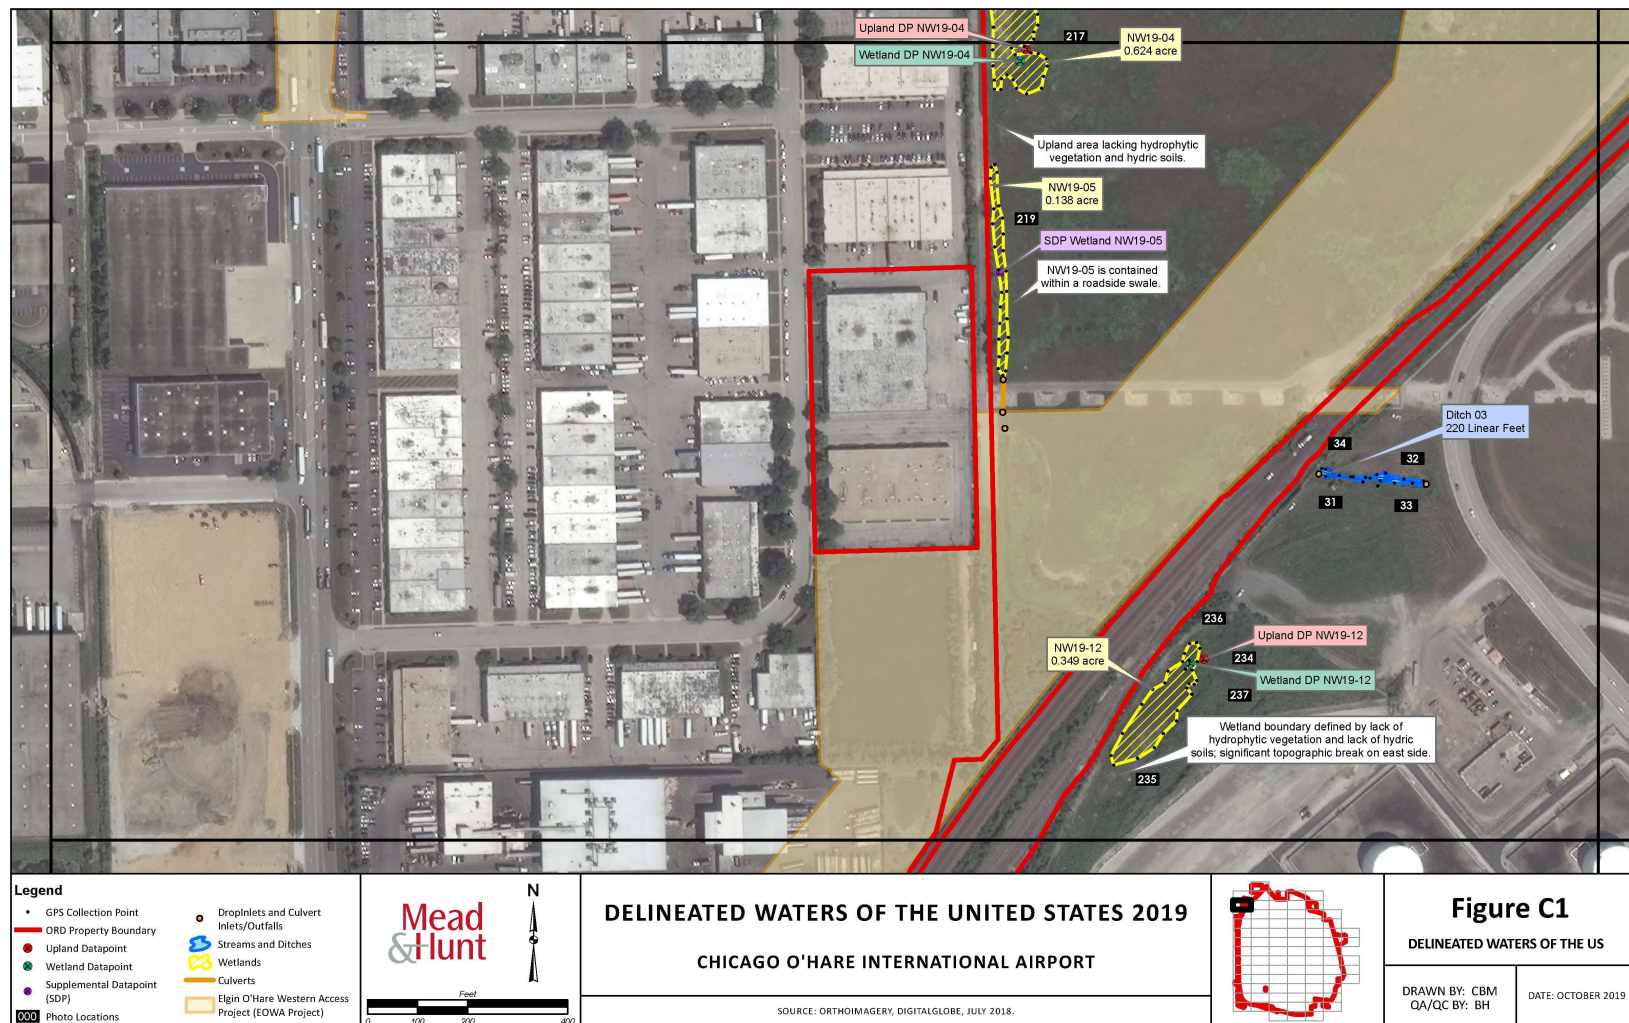 Upland DP NW19-04
Wetland DP NW19-04
217
NW19-04
0.624 acre
Upland area lacking hydrophytic
vegetation and hydric soils.
NW19-05
0.138 acre
219
SDP Wetland NW19-05
NW19-05 is contained
within a roadside swale.
Ditch 03
220 Linear Feet
34
32
31
33
236
Upland DP NW19-12
NW19-12
0.349 acre
234
Wetland DP NW19-12
237
Wetland boundary defined by lack of
hydrophytic vegetation and lack of hydric
soils; significant topographic break on east side.
235
Legend
GPS Collection Point
ORD Property Boundary
Upland Datapoint
Wetland Datapoint
Supplemental Datapoint
(SDP)
000 Photo Locations
DropInlets and Culvert
Inlets/Outfalls
Streams and Ditches
Wetlands
Culverts
Elgin O'Hare Western Access
Project (EOWA Project)
Mead
&Hunt
N
Feet
0 100 200 400
DELINEATED WATERS OF THE UNITED STATES 2019
CHICAGO O'HARE INTERNATIONAL AIRPORT
SOURCE: ORTHOIMAGERY, DIGITALGLOBE, JULY 2018.
Figure C1
DELINEATED WATERS OF THE US
DRAWN BY: CBM
QA/QC BY: BH
DATE: OCTOBER 2019